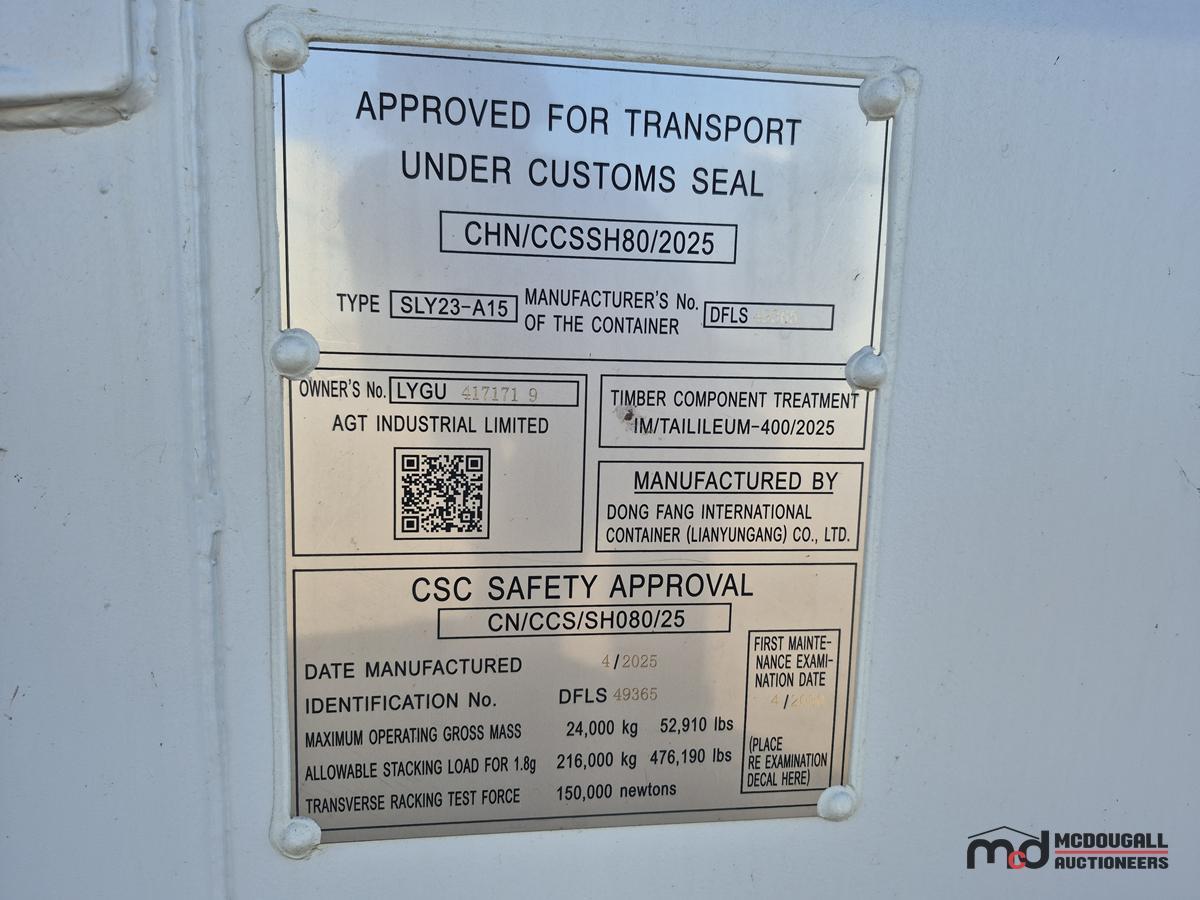 APPROVED FOR TRANSPORT
UNDER CUSTOMS SEAL
CHN/CCSSH80/2025
TYPE SLY23-A15 MANUFACTURER'S No. OF THE CONTAINER DFLS
OWNER'S No. LYGU 417171 9
AGT INDUSTRIAL LIMITED
TIMBER COMPONENT TREATMENT
IM/TAILILEUM-400/2025
MANUFACTURED BY
DONG FANG INTERNATIONAL
CONTAINER (LIANYUNGANG) CO., LTD.
CSC SAFETY APPROVAL
CN/CCS/SH080/25
DATE MANUFACTURED 4/2025
IDENTIFICATION No. DFLS 49365
MAXIMUM OPERATING GROSS MASS 24,000 kg 52,910 lbs
ALLOWABLE STACKING LOAD FOR 1.8g 216,000 kg 476,190 lbs
TRANSVERSE RACKING TEST FORCE 150,000 newtons
FIRST MAINTE-
NANCE EXAMI-
NATION DATE
4/
(PLACE
RE EXAMINATION
DECAL HERE)
mcd MCDOUGALL
AUCTIONEERS